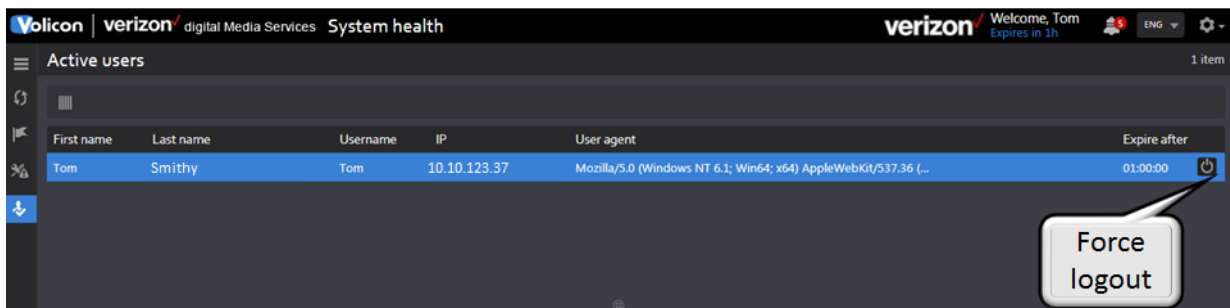 Volicon | verizon digital Media Services System health
verizon Welcome, Tom
Expires in 1h
5
ENG
Active users
1 item
First name Last name Username IP User agent Expire after
Tom Smithy Tom 10.10.123.37 Mozilla/5.0 (Windows NT 6.1; Win64; x64) AppleWebKit/537.36 (... 01:00:00
Force
logout